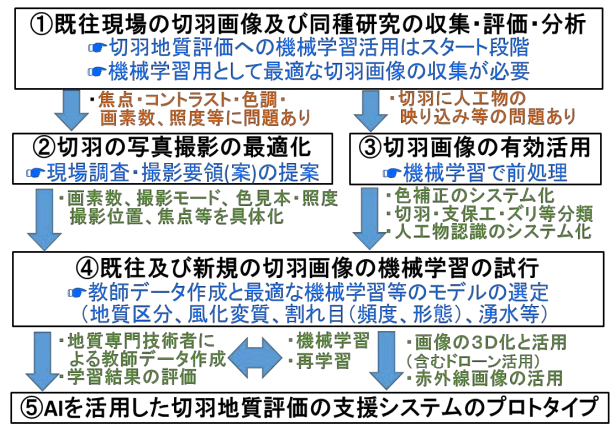 ①既往現場の切羽画像及び同種研究の収集・評価・分析
☞切羽地質評価への機械学習活用はスタート段階
☞機械学習用として最適な切羽画像の収集が必要
・焦点・コントラスト・色調・
画素数、照度等に問題あり
・切羽に人工物の
映り込み等の問題あり
②切羽の写真撮影の最適化
☞現場調査・撮影要領(案)の提案
③切羽画像の有効活用
☞機械学習で前処理
・画素数、撮影モード、色見本・照度
撮影位置、焦点等を具体化
・色補正のシステム化
・切羽・支保工・ズリ等分類
・人工物認識のシステム化
④既往及び新規の切羽画像の機械学習の試行
☞教師データ作成と最適な機械学習等のモデルの選定
（地質区分、風化変質、割れ目（頻度、形態）、湧水等）
・地質専門技術者に
よる教師データ作成
・学習結果の評価
・機械学習
・再学習
・画像の３D化と活用
(含むドローン活用)
・赤外線画像の活用
⑤AIを活用した切羽地質評価の支援システムのプロトタイプ